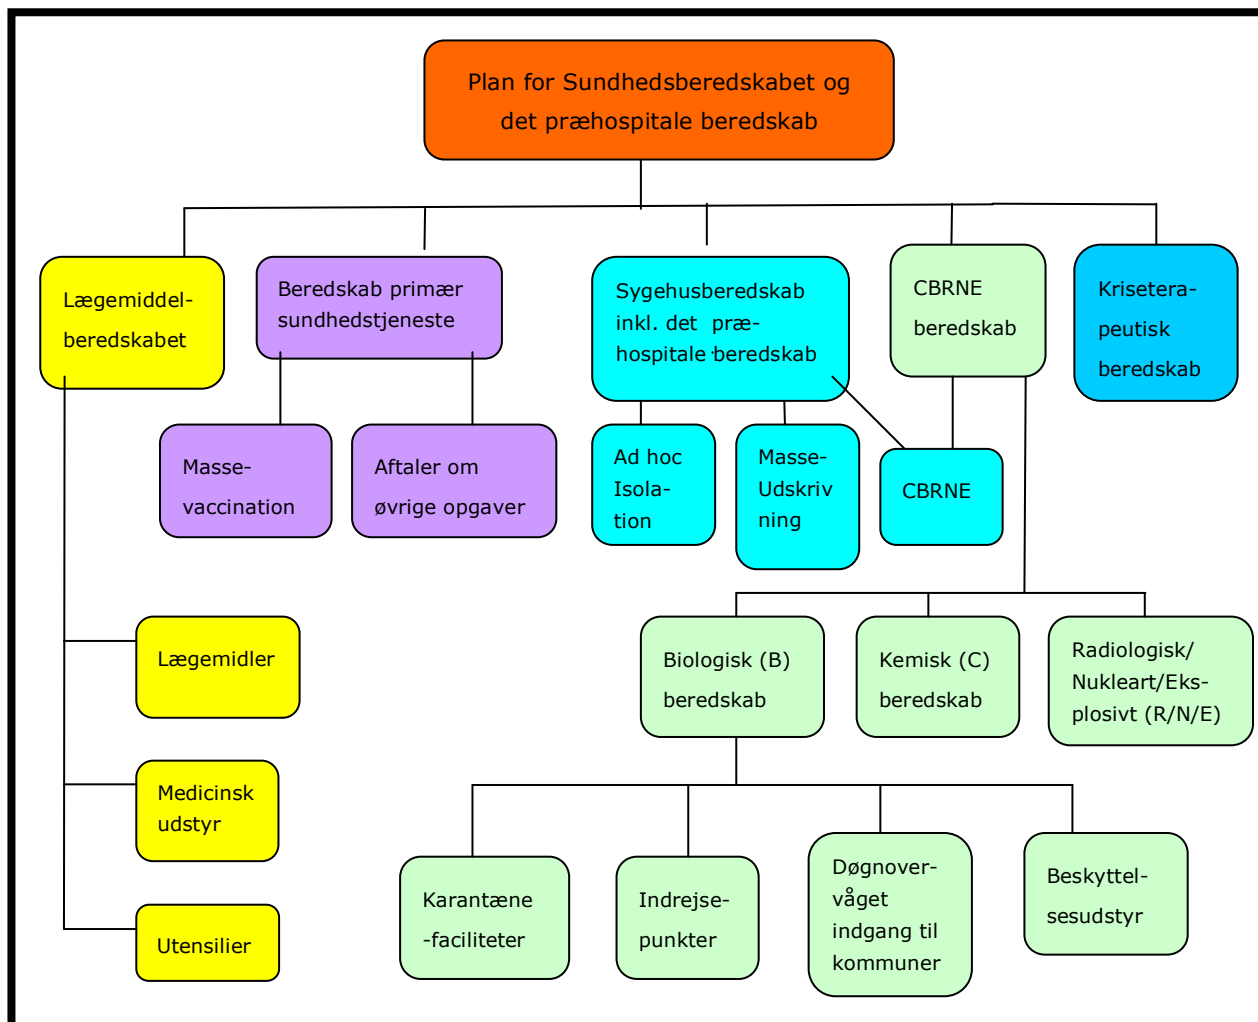 Plan for Sundhedsberedskabet og
det præhospitale beredskab
Lægemiddel-
beredskabet
Beredskab primær
sundhedstjeneste
Sygehusberedskab
inkl. det præ-
hospitale beredskab
CBRNE
beredskab
Kriseterа-
peutisk
beredskab
Masse-
vaccination
Aftaler om
øvrige opgaver
Ad hoc
Isola-
tion
Masse-
Udskriv
ning
CBRNE
Lægemidler
Biologisk (B)
beredskab
Kemisk (C)
beredskab
Radiologisk/
Nukleart/Eks-
plosivt (R/N/E)
Medicinsk
udstyr
Utensilier
Karantæne
-faciliteter
Indrejse-
punkter
Døgnover-
våget
indgang til
kommuner
Beskyttel-
sesudstyr